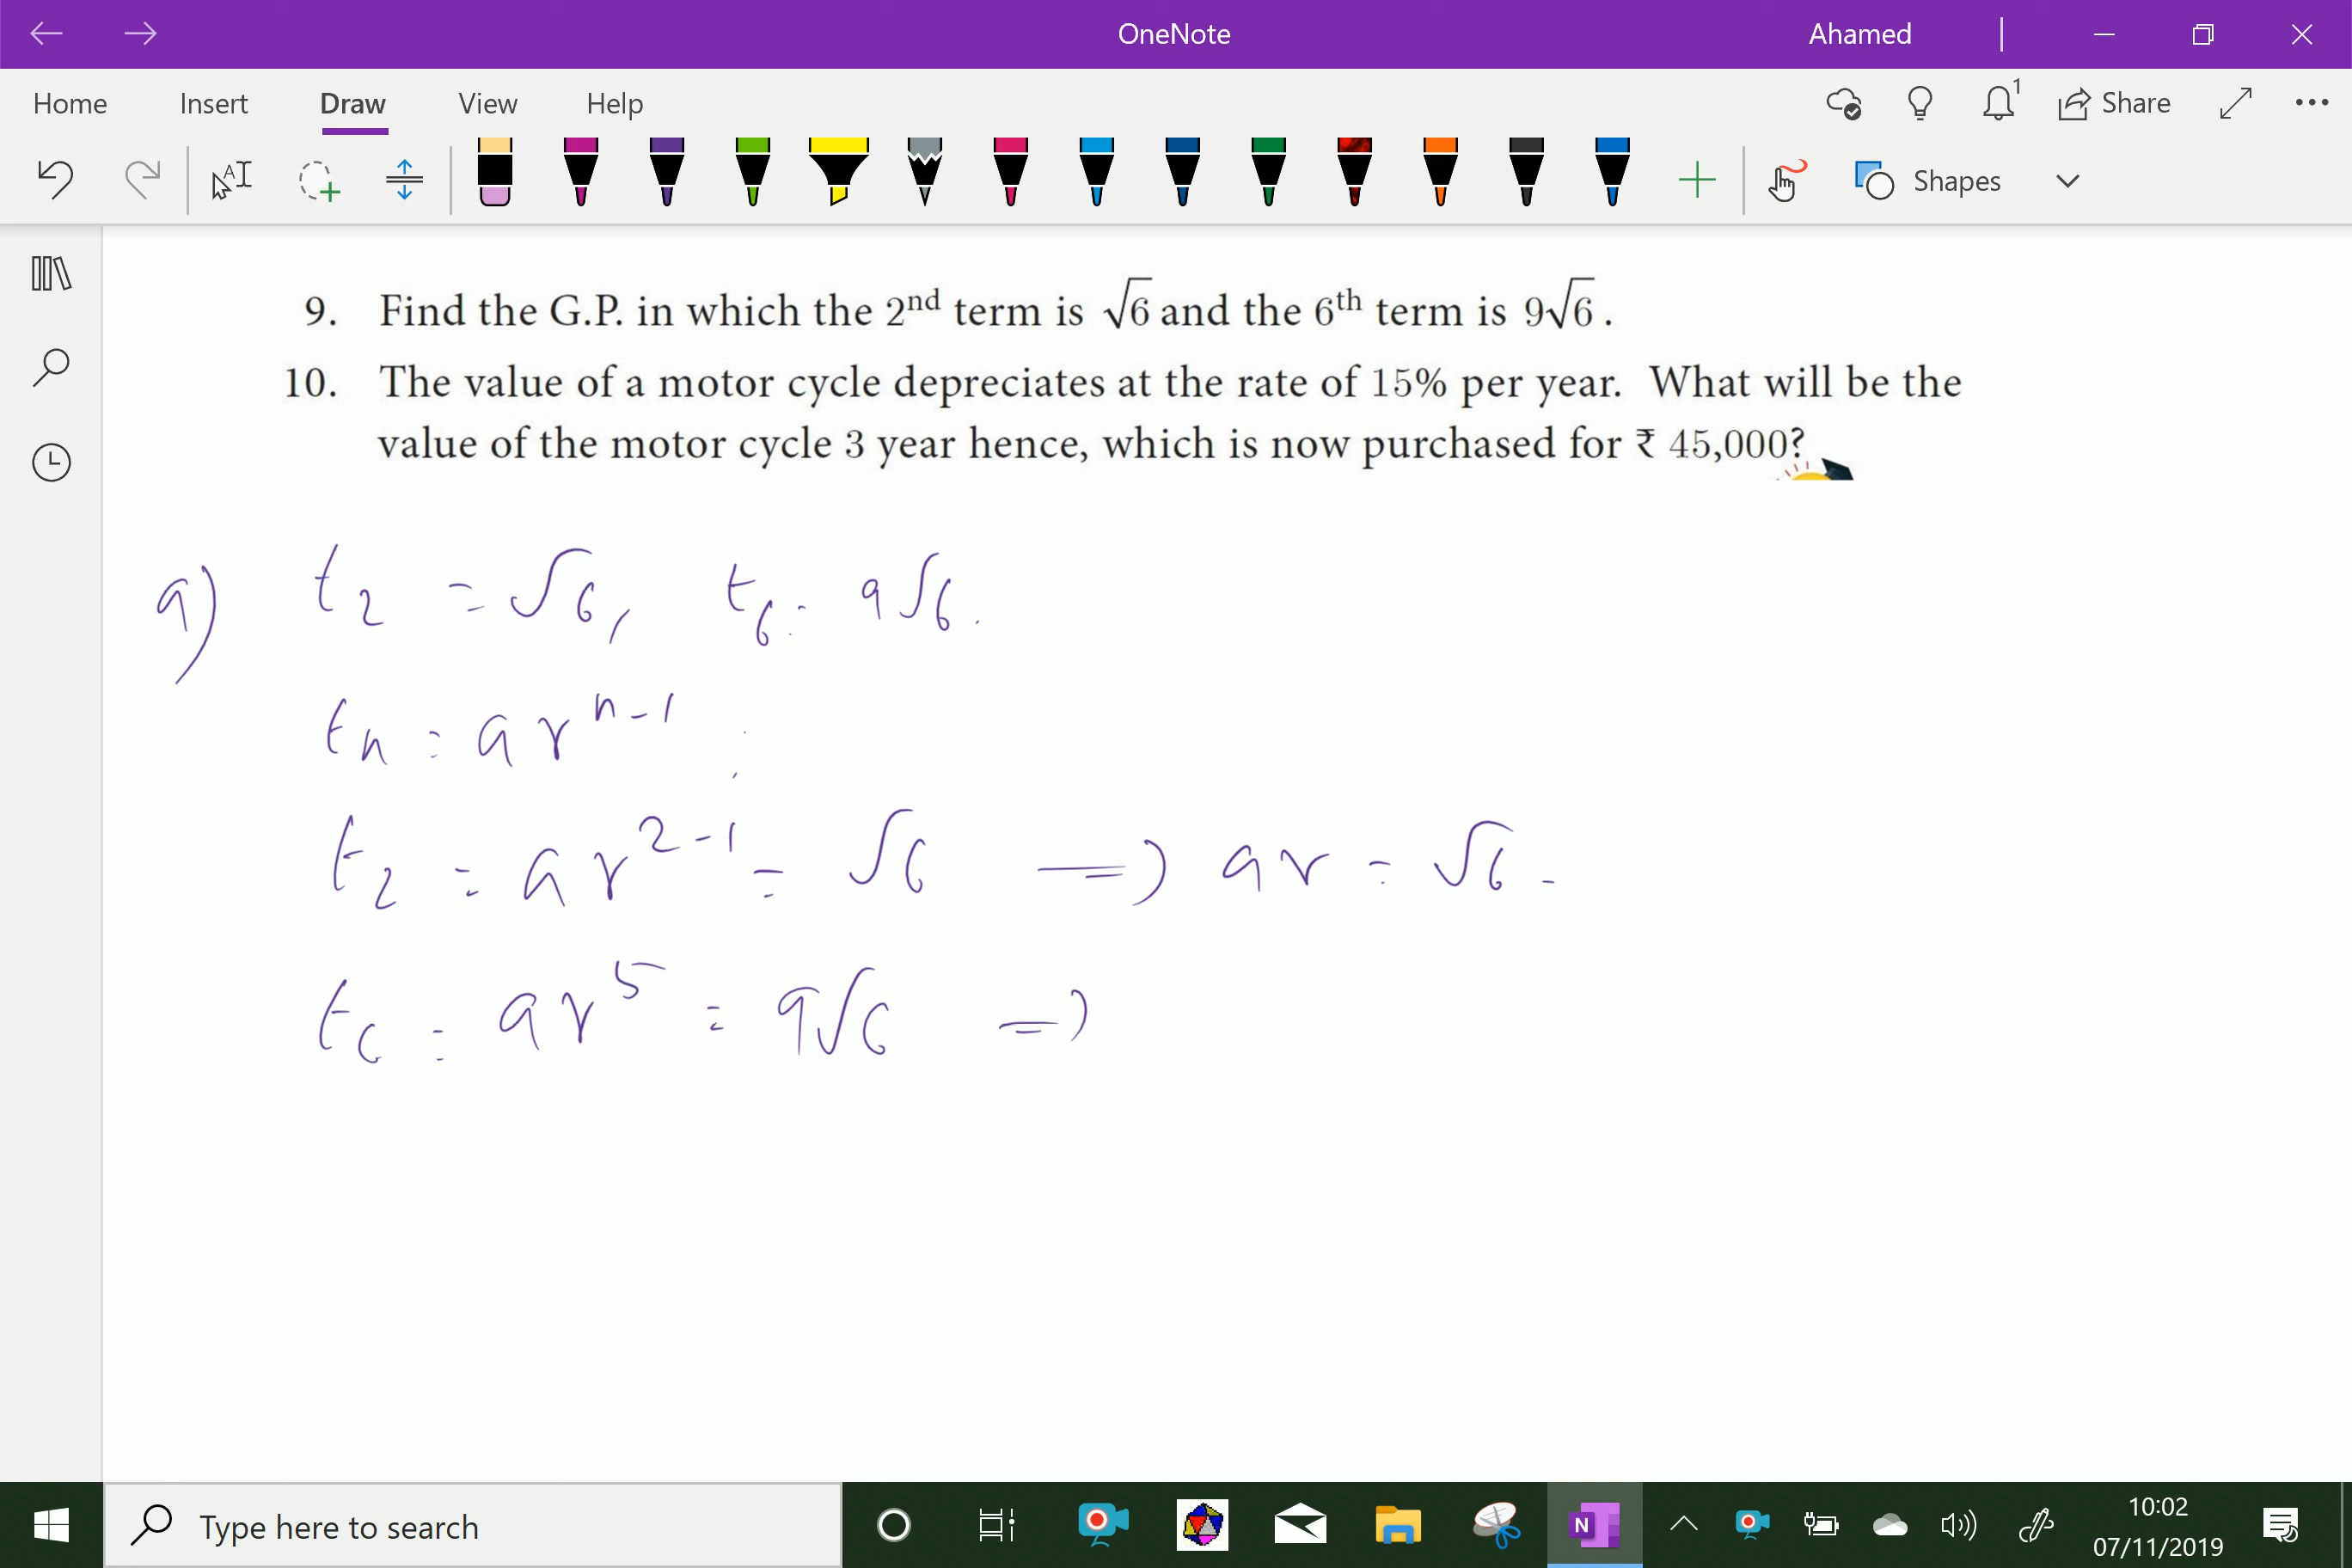 OneNote
Ahamed
Home Insert Draw View Help
1 Share
Shapes
9. Find the G.P. in which the 2nd term is √6 and the 6th term is 9√6.
10. The value of a motor cycle depreciates at the rate of 15% per year. What will be the
value of the motor cycle 3 year hence, which is now purchased for ₹ 45,000?
9) t₂ = √6, t₆ = 9√6.
tₙ = ar^(n-1)
t₂ = ar^(2-1) = √6 ⇒ ar = √6
t₆ = ar⁵ = 9√6 ⇒
Type here to search
N
10:02
07/11/2019